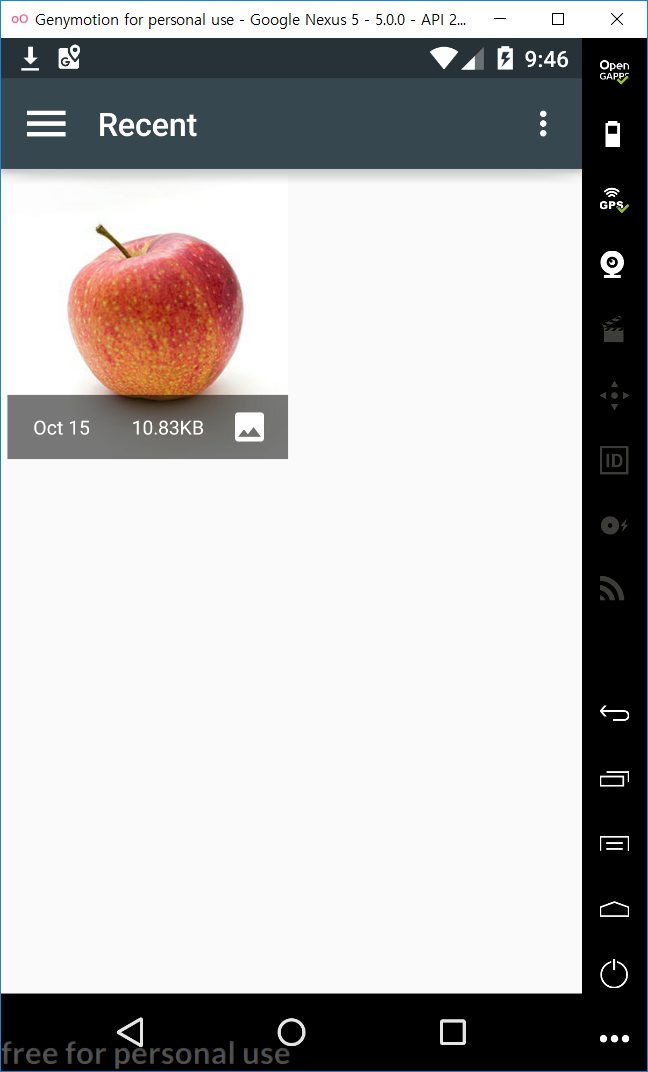 Genymotion for personal use - Google Nexus 5 - 5.0.0 - API 2...
9:46
Open
GAPPS
Recent
GPS
Oct 15 10.83KB
ID
free for personal use